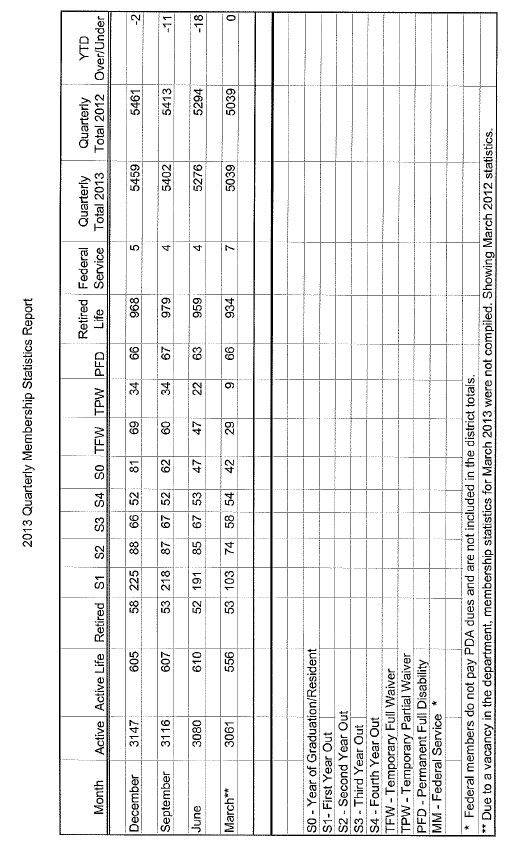 2013 Quarterly Membership Statistics Report
Month Active Active Life Retired S1 S2 S3 S4 S0 TFW TPW PFD Retired Life Federal Service Quarterly Total 2013 Quarterly Total 2012 YTD Over/Under
December 3147 605 58 225 88 66 52 81 69 34 66 968 5 5459 5461 -2
September 3116 607 53 218 87 67 52 62 60 34 67 979 4 5402 5413 -11
June 3080 610 52 191 85 67 53 47 47 22 63 959 4 5276 5294 -18
March** 3061 556 53 103 74 58 54 42 29 9 66 934 7 5039 5039 0
S0 - Year of Graduation/Resident
S1- First Year Out
S2 - Second Year Out
S3 - Third Year Out
S4 - Fourth Year Out
TFW - Temporary Full Waiver
TPW - Temporary Partial Waiver
PFD - Permanent Full Disability
MM - Federal Service *
* Federal members do not pay PDA dues and are not included in the district totals.
** Due to a vacancy in the department, membership statistics for March 2013 were not compiled. Showing March 2012 statistics.